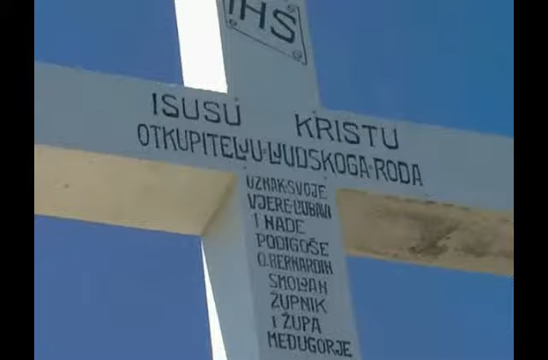 IHS
ISUSU KRISTU
OTKUPITELJU·LJUDSKOGA·RODA
U ZNAK·SVOJE
VJERE·LJUBAVI
I NADE
PODIGOŠE
O.BERNARDIN
SMOLJAN
ŽUPNIK
I ŽUPA
MEĐUGORJE